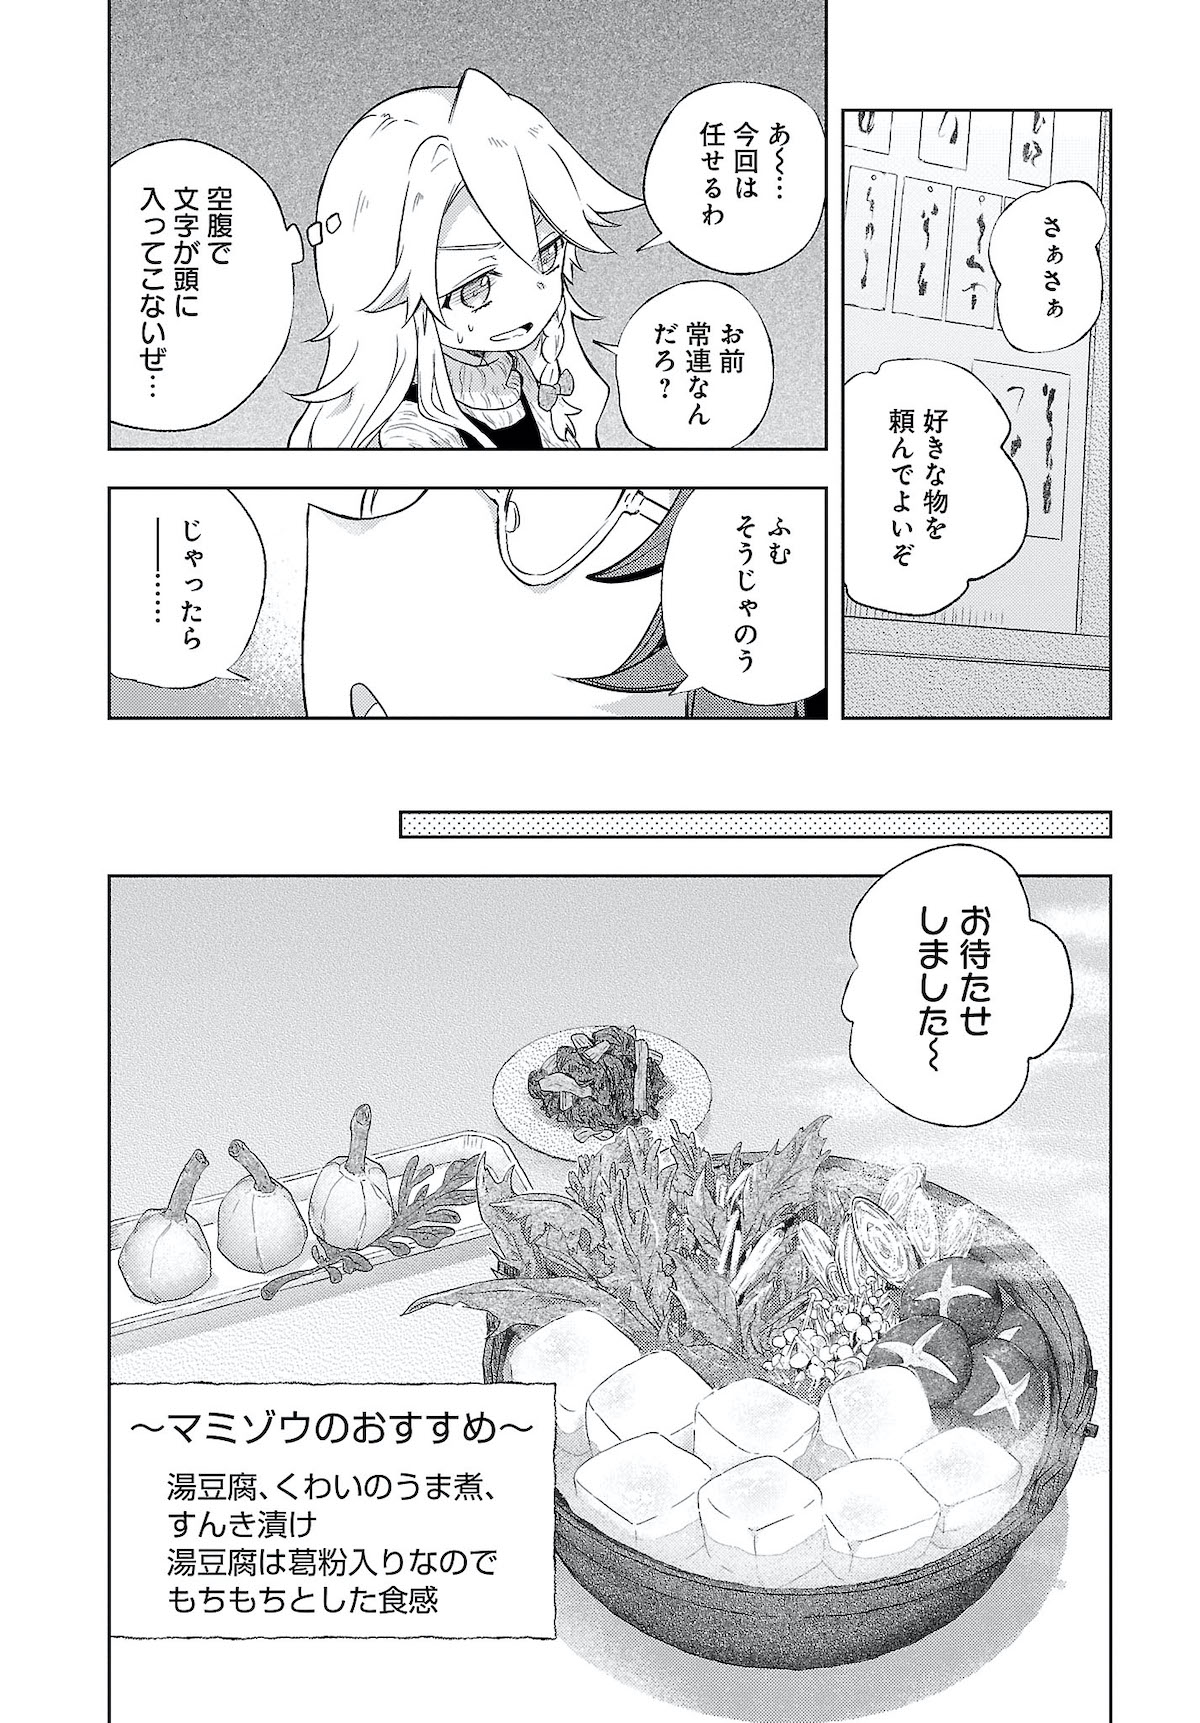 さぁさぁ
好きな物を
頼んでよいぞ
あ〜…
今回は
任せるわ
お前
常連なん
だろ？
空腹で
文字が頭に
入ってこないぜ…
ふむ
そうじゃのう
じゃったら
――……
お待たせ
しました〜
〜マミゾウのおすすめ〜
湯豆腐、くわいのうま煮、
すんき漬け
湯豆腐は葛粉入りなので
もちもちとした食感